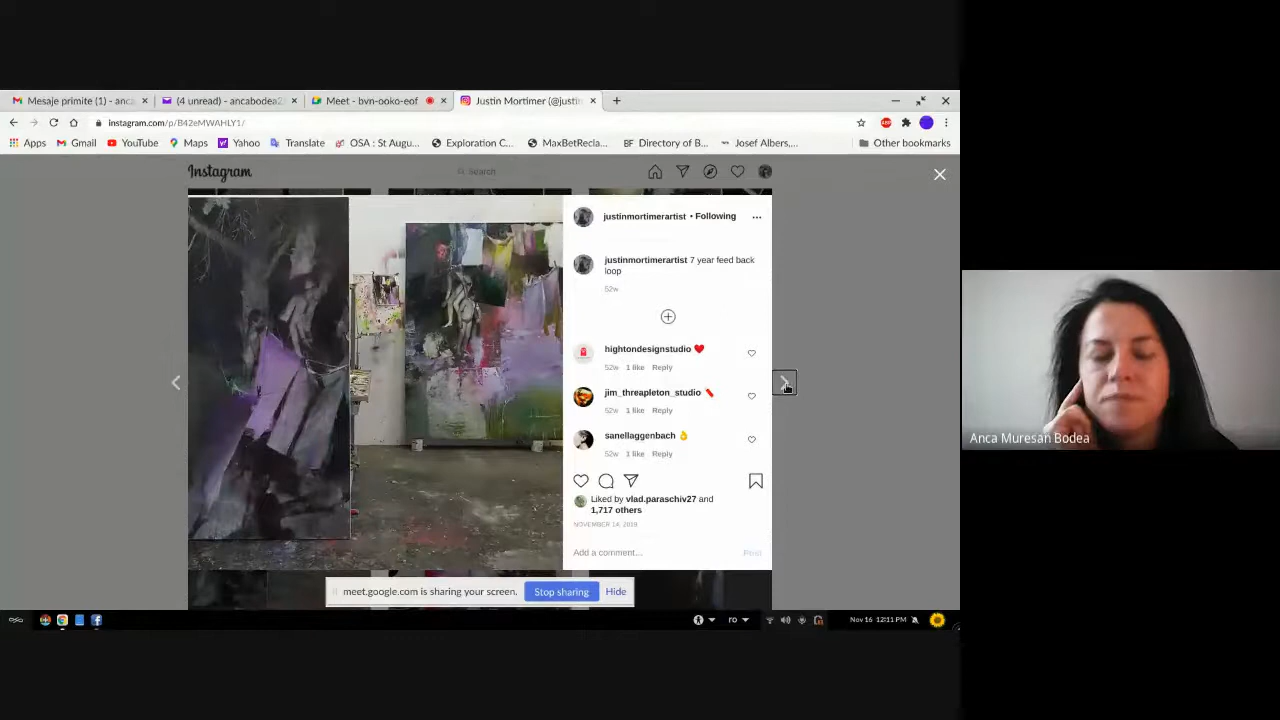 Mesaje primite (1) - anca
(4 unread) - ancabodea2
Meet - bvn-ooko-eof
Justin Mortimer (@justin
instagram.com/p/B42eMWAHLY1/
Apps
Gmail
YouTube
Maps
Yahoo
Translate
OSA : St Augu...
Exploration C...
MaxBetRecla...
BF Directory of B...
Josef Albers,...
Other bookmarks
Instagram
Search
justinmortimerartist • Following
justinmortimerartist 7 year feed back
loop
52w
hightondesignstudio ❤️
52w 1 like Reply
jim_threapleton_studio
52w 1 like Reply
sanellaggenbach 👌
52w 1 like Reply
Liked by vlad.paraschiv27 and
1,717 others
NOVEMBER 14, 2019
Add a comment...
Post
meet.google.com is sharing your screen.
Stop sharing
Hide
ro
Nov 16 12:11 PM
Anca Muresan Bodea